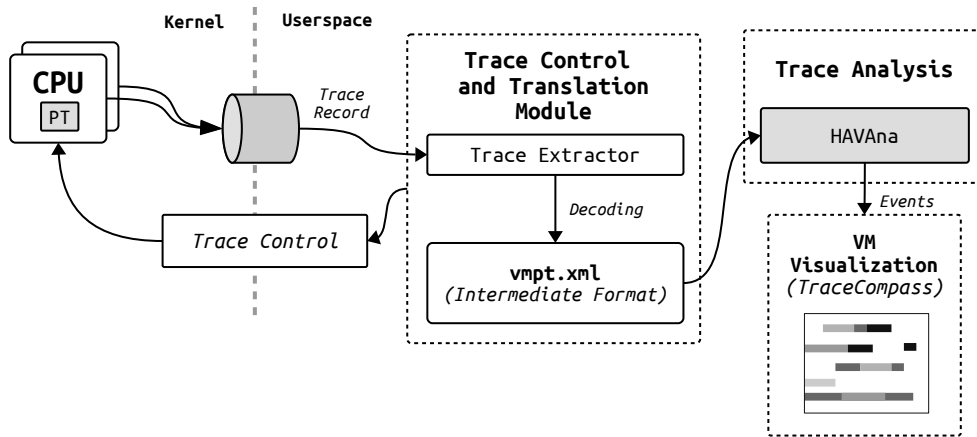 Kernel
Userspace
CPU
PT
Trace
Record
Trace Control
and Translation
Module
Trace Extractor
Decoding
vmpt.xml
(Intermediate Format)
Trace Control
Trace Analysis
HAVAna
Events
VM
Visualization
(TraceCompass)